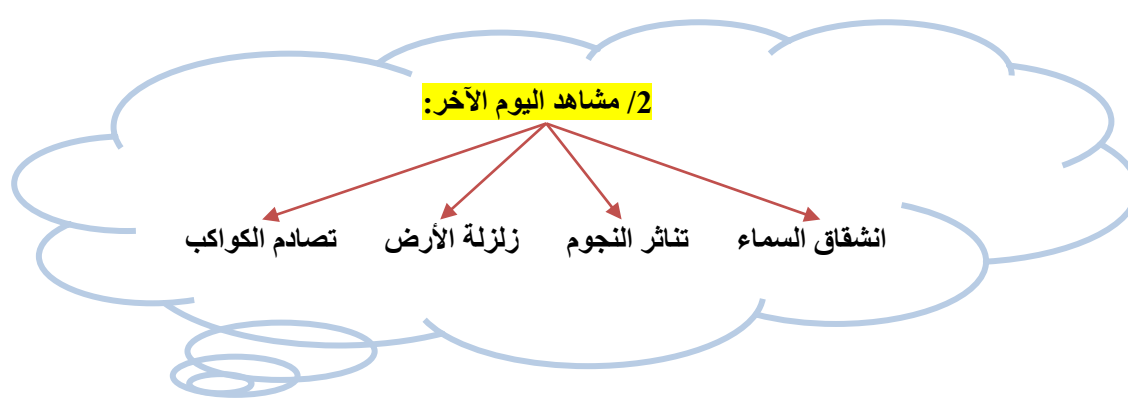 2/ مشاهد اليوم الآخر:
انشقاق السماء تناثر النجوم زلزلة الأرض تصادم الكواكب